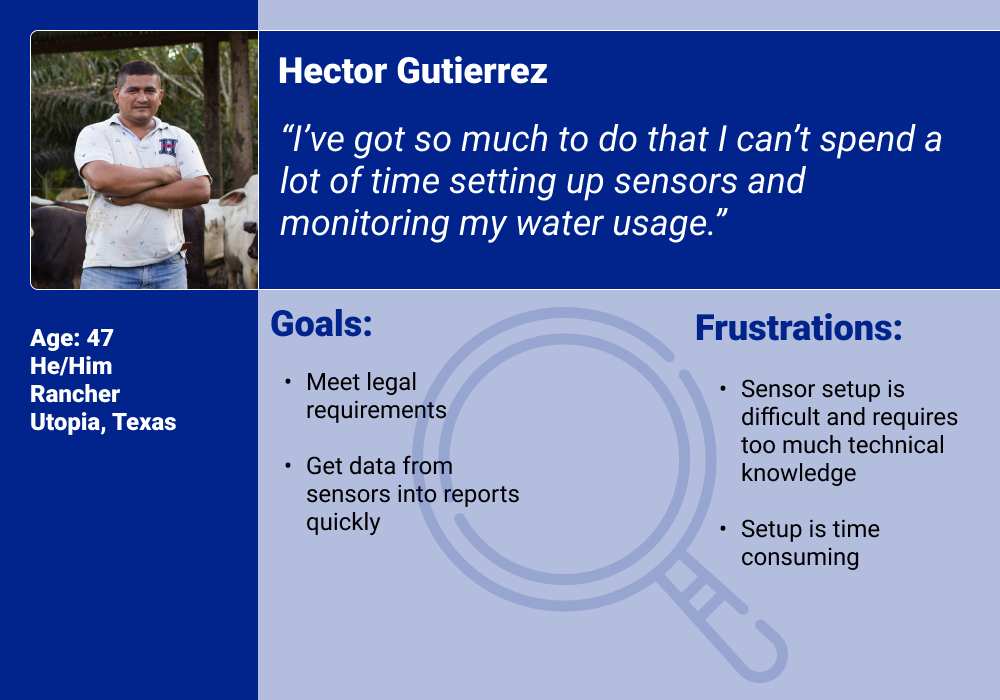 Hector Gutierrez
“I’ve got so much to do that I can’t spend a
lot of time setting up sensors and
monitoring my water usage.”
Age: 47
He/Him
Rancher
Utopia, Texas
Goals:
• Meet legal
requirements
• Get data from
sensors into reports
quickly
Frustrations:
• Sensor setup is
difficult and requires
too much technical
knowledge
• Setup is time
consuming
H